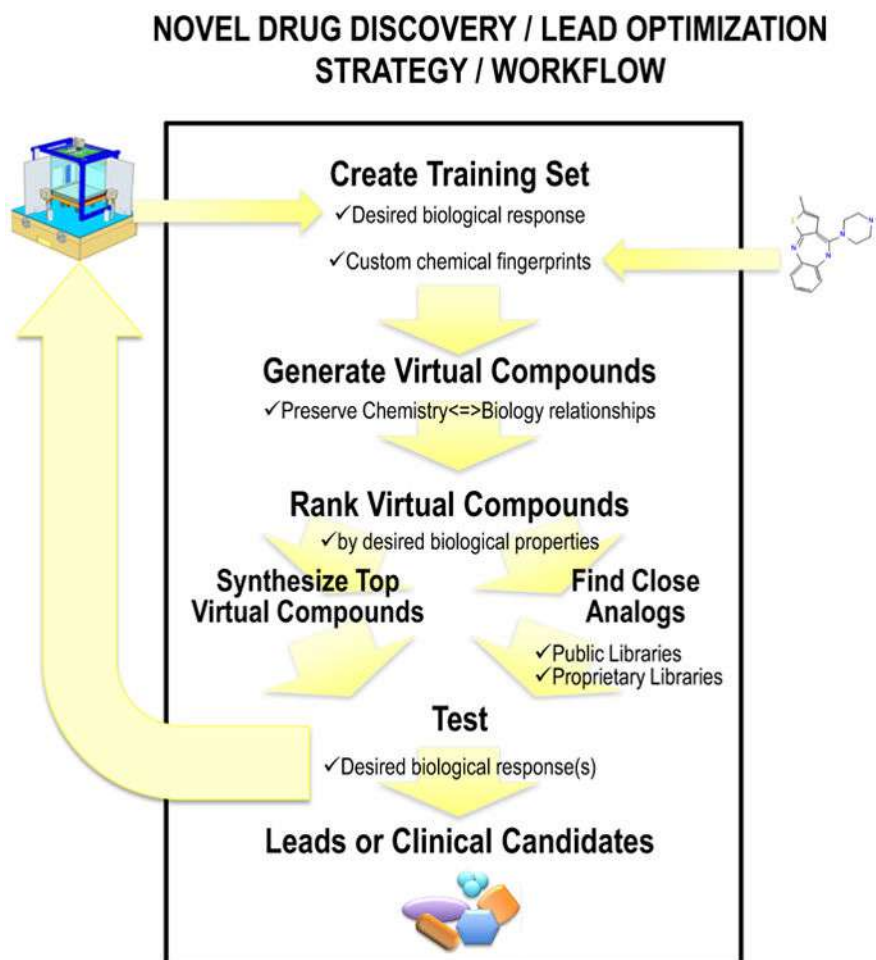 NOVEL DRUG DISCOVERY / LEAD OPTIMIZATION
STRATEGY / WORKFLOW
Create Training Set
✓Desired biological response
✓Custom chemical fingerprints
S
N
N
N
N
Generate Virtual Compounds
✓Preserve Chemistry<=>Biology relationships
Rank Virtual Compounds
✓by desired biological properties
Synthesize Top
Virtual Compounds
Find Close
Analogs
✓Public Libraries
✓Proprietary Libraries
Test
✓Desired biological response(s)
Leads or Clinical Candidates